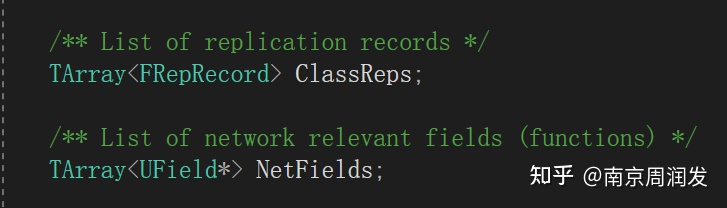 /** List of replication records */
TArray<FRepRecord> ClassReps;
/** List of network relevant fields (functions) */
TArray<UField*> NetFields;
知乎 @南京周润发